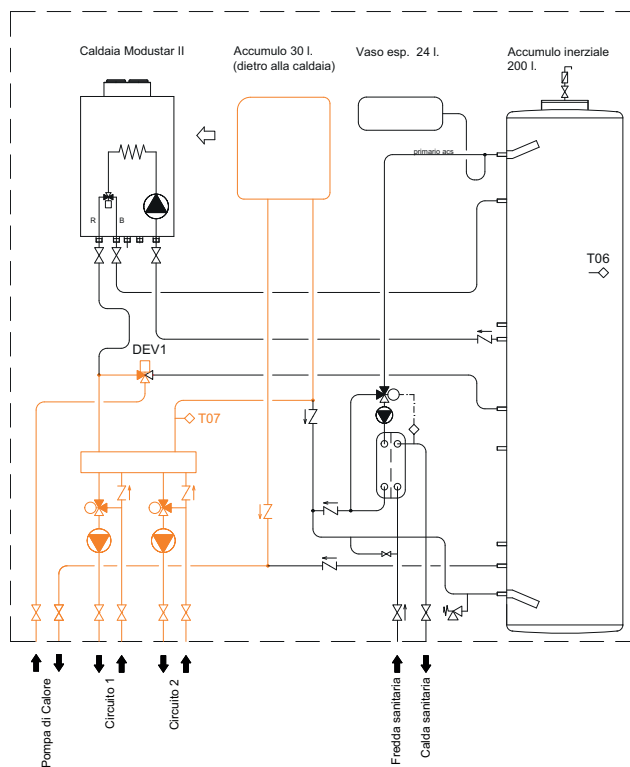 Caldaia Modustar II
Accumulo 30 l.
(dietro alla caldaia)
Vaso esp. 24 l.
Accumulo inerziale
200 l.
primario acs
R
B
T06
DEV1
T07
Pompa di Calore
Circuito 1
Circuito 2
Fredda sanitaria
Calda sanitaria